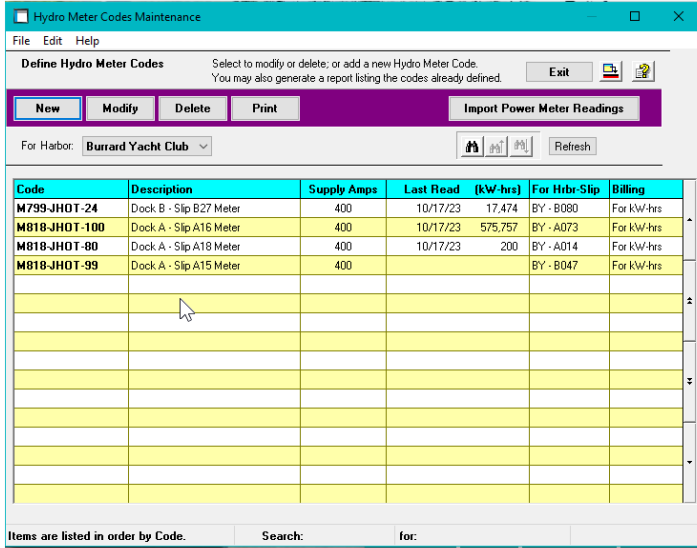 Hydro Meter Codes Maintenance
File Edit Help
Define Hydro Meter Codes
Select to modify or delete; or add a new Hydro Meter Code.
You may also generate a report listing the codes already defined.
Exit
New Modify Delete Print Import Power Meter Readings
For Harbor: Burrard Yacht Club Refresh
Code Description Supply Amps Last Read (kW-hrs) For Hrbr-Slip Billing
M799-JHOT-24 Dock B - Slip B27 Meter 400 10/17/23 17,474 BY - B080 For kW-hrs
M818-JHOT-100 Dock A - Slip A16 Meter 400 10/17/23 575,757 BY - A073 For kW-hrs
M818-JHOT-80 Dock A - Slip A18 Meter 400 10/17/23 200 BY - A014 For kW-hrs
M818-JHOT-99 Dock A - Slip A15 Meter 400 BY - B047 For kW-hrs
Items are listed in order by Code. Search: for: